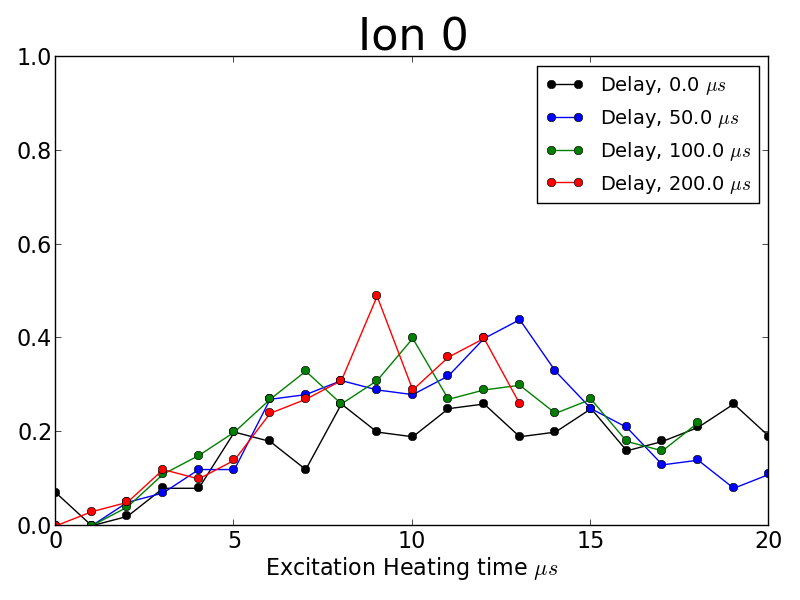 Ion 0
1.0
0.8
0.6
0.4
0.2
0.0
0 5 10 15 20
Excitation Heating time μs
Delay, 0.0 μs
Delay, 50.0 μs
Delay, 100.0 μs
Delay, 200.0 μs